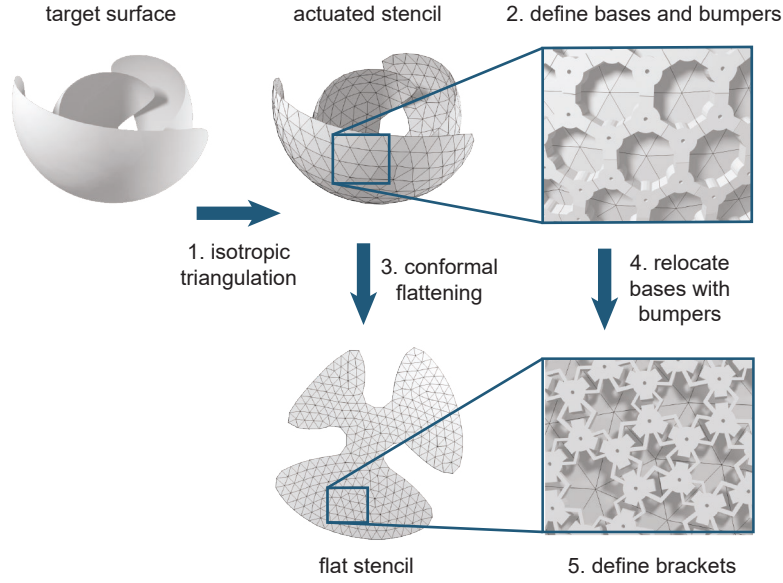 target surface
actuated stencil
2. define bases and bumpers
1. isotropic
triangulation
3. conformal
flattening
4. relocate
bases with
bumpers
flat stencil
5. define brackets